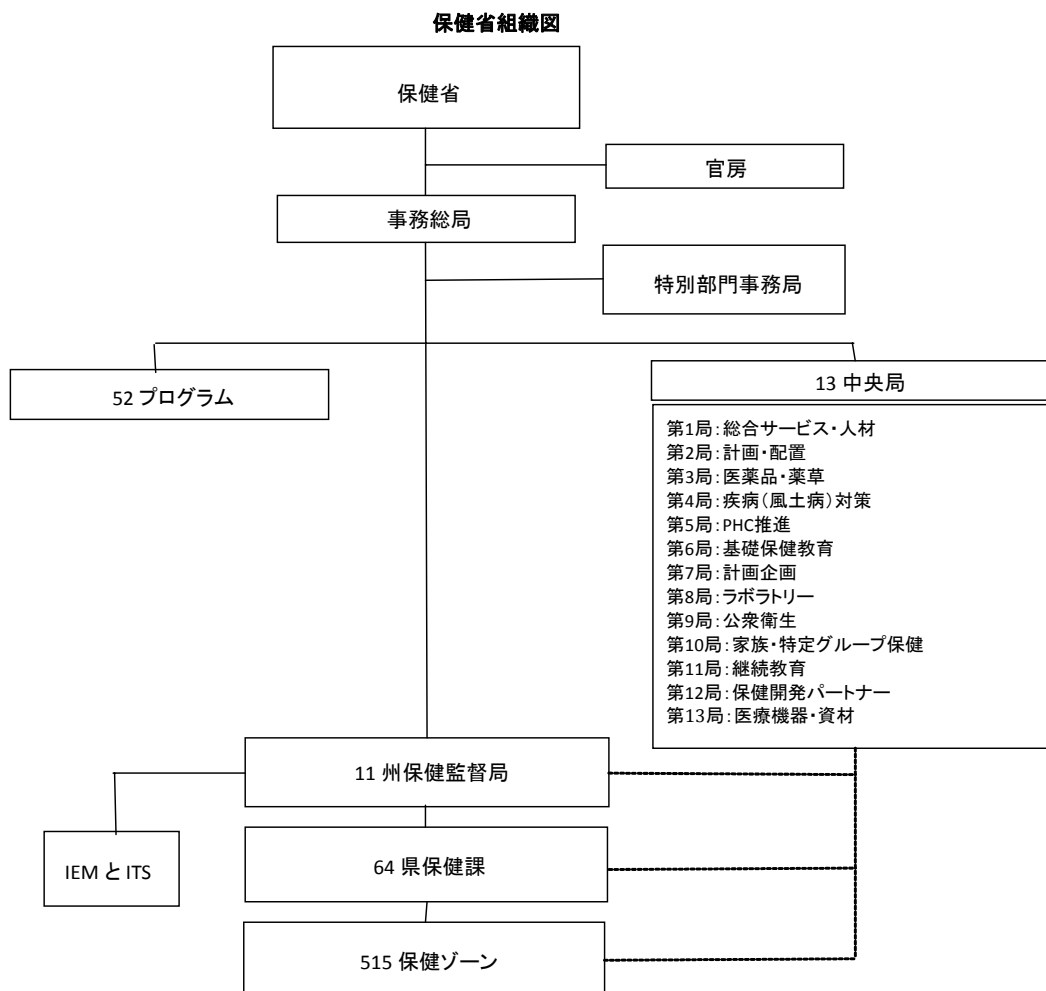 保健省組織図
保健省
官房
事務総局
特別部門事務局
52 プログラム
13 中央局
第1局：総合サービス・人材
第2局：計画・配置
第3局：医薬品・薬草
第4局：疾病（風土病）対策
第5局：PHC推進
第6局：基礎保健教育
第7局：計画企画
第8局：ラボラトリー
第9局：公衆衛生
第10局：家族・特定グループ保健
第11局：継続教育
第12局：保健開発パートナー
第13局：医療機器・資材
11 州保健監督局
IEM と ITS
64 県保健課
515 保健ゾーン